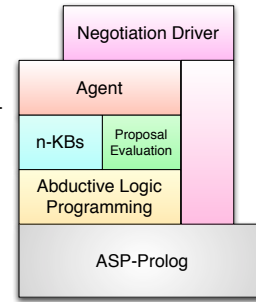 Negotiation Driver
Agent
n-KBs
Proposal
Evaluation
Abductive Logic
Programming
ASP-Prolog